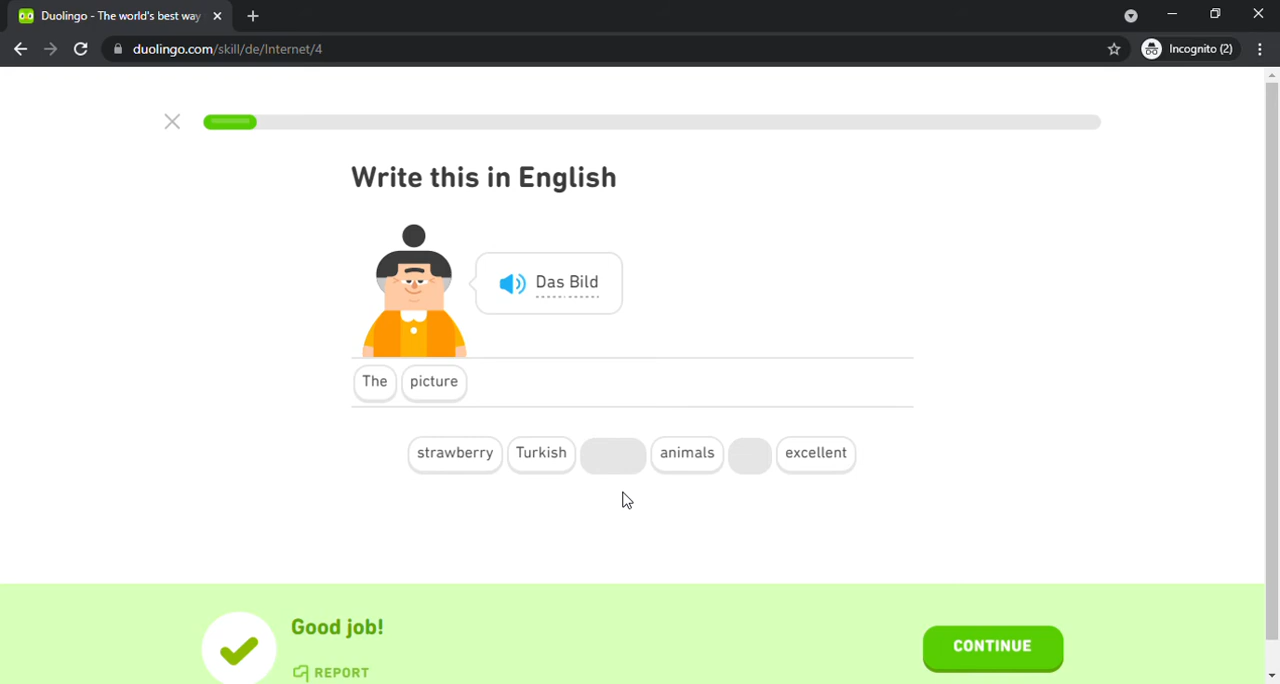 Duolingo - The world's best way
duolingo.com/skill/de/Internet/4
Incognito (2)
Write this in English
Das Bild
The picture
strawberry Turkish animals excellent
Good job!
CONTINUE
REPORT